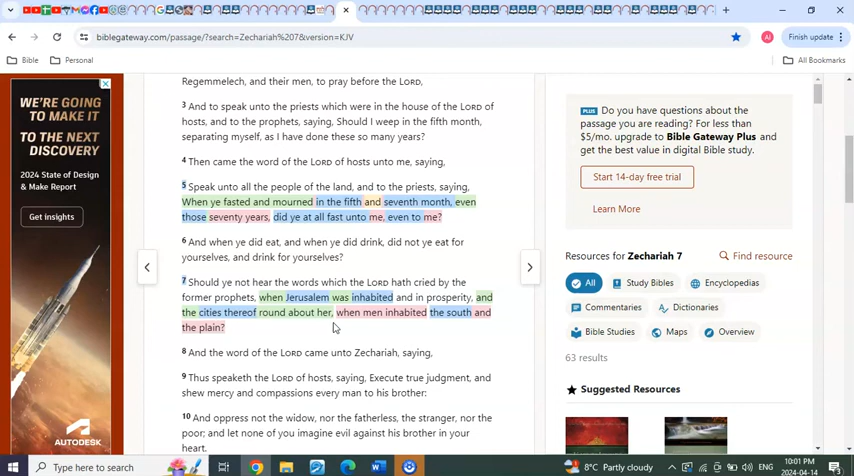 Finish update
biblegateway.com/passage/?search=Zechariah%207&version=KJV
Bible
Personal
All Bookmarks
WE'RE GOING
TO MAKE IT
TO THE NEXT
DISCOVERY
2024 State of Design
& Make Report
Get insights
AUTODESK
Regemmelech, and their men, to pray before the LORD,
3 And to speak unto the priests which were in the house of the LORD of
hosts, and to the prophets, saying, Should I weep in the fifth month,
separating myself, as I have done these so many years?
4 Then came the word of the LORD of hosts unto me, saying,
5 Speak unto all the people of the land, and to the priests, saying,
When ye fasted and mourned in the fifth and seventh month, even
those seventy years, did ye at all fast unto me, even to me?
6 And when ye did eat, and when ye did drink, did not ye eat for
yourselves, and drink for yourselves?
7 Should ye not hear the words which the LORD hath cried by the
former prophets, when Jerusalem was inhabited and in prosperity, and
the cities thereof round about her, when men inhabited the south and
the plain?
8 And the word of the LORD came unto Zechariah, saying,
9 Thus speaketh the LORD of hosts, saying, Execute true judgment, and
shew mercy and compassions every man to his brother:
10 And oppress not the widow, nor the fatherless, the stranger, nor the
poor; and let none of you imagine evil against his brother in your
heart.
PLUS Do you have questions about the
passage you are reading? For less than
$5/mo. upgrade to Bible Gateway Plus and
get the best value in digital Bible study.
Start 14-day free trial
Learn More
Resources for Zechariah 7
Find resource
All
Study Bibles
Encyclopedias
Commentaries
Dictionaries
Bible Studies
Maps
Overview
63 results
Suggested Resources
Type here to search
8°C Partly cloudy
ENG
10:01 PM
2024-04-14